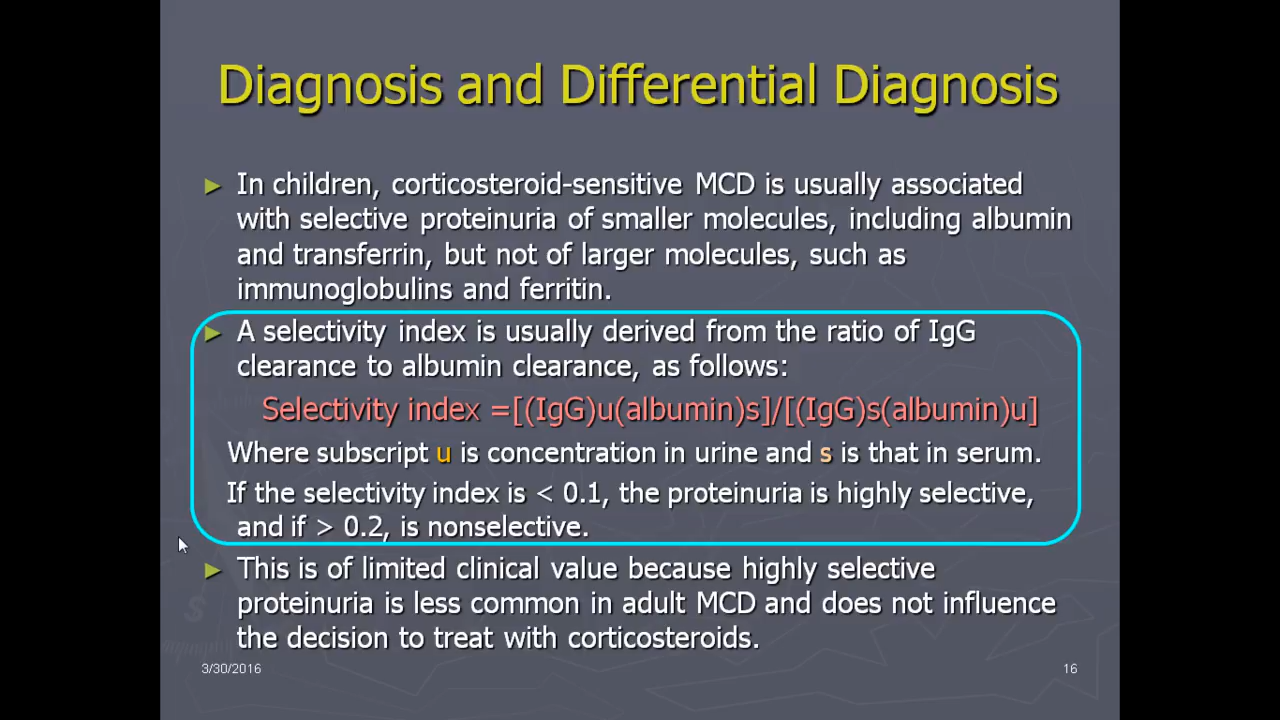 Diagnosis and Differential Diagnosis
► In children, corticosteroid-sensitive MCD is usually associated
with selective proteinuria of smaller molecules, including albumin
and transferrin, but not of larger molecules, such as
immunoglobulins and ferritin.
► A selectivity index is usually derived from the ratio of IgG
clearance to albumin clearance, as follows:
Selectivity index =[(IgG)u(albumin)s]/[(IgG)s(albumin)u]
Where subscript u is concentration in urine and s is that in serum.
If the selectivity index is < 0.1, the proteinuria is highly selective,
and if > 0.2, is nonselective.
► This is of limited clinical value because highly selective
proteinuria is less common in adult MCD and does not influence
the decision to treat with corticosteroids.
3/30/2016
16